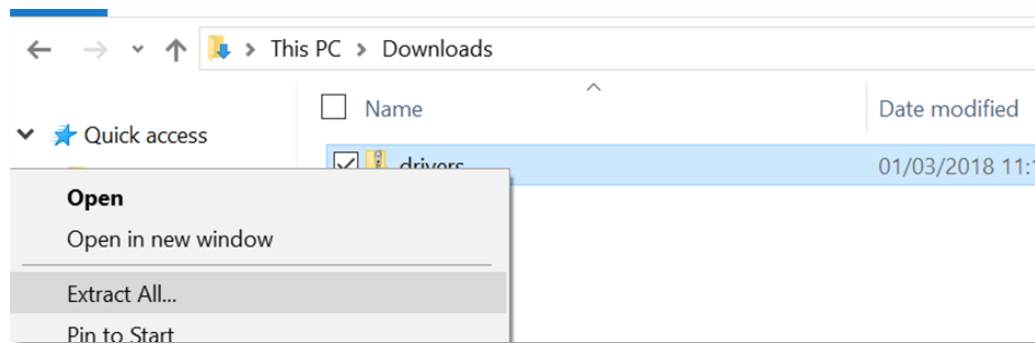 This PC > Downloads
Name
Date modified
Quick access
drivers
01/03/2018 11:
Open
Open in new window
Extract All...
Pin to Start